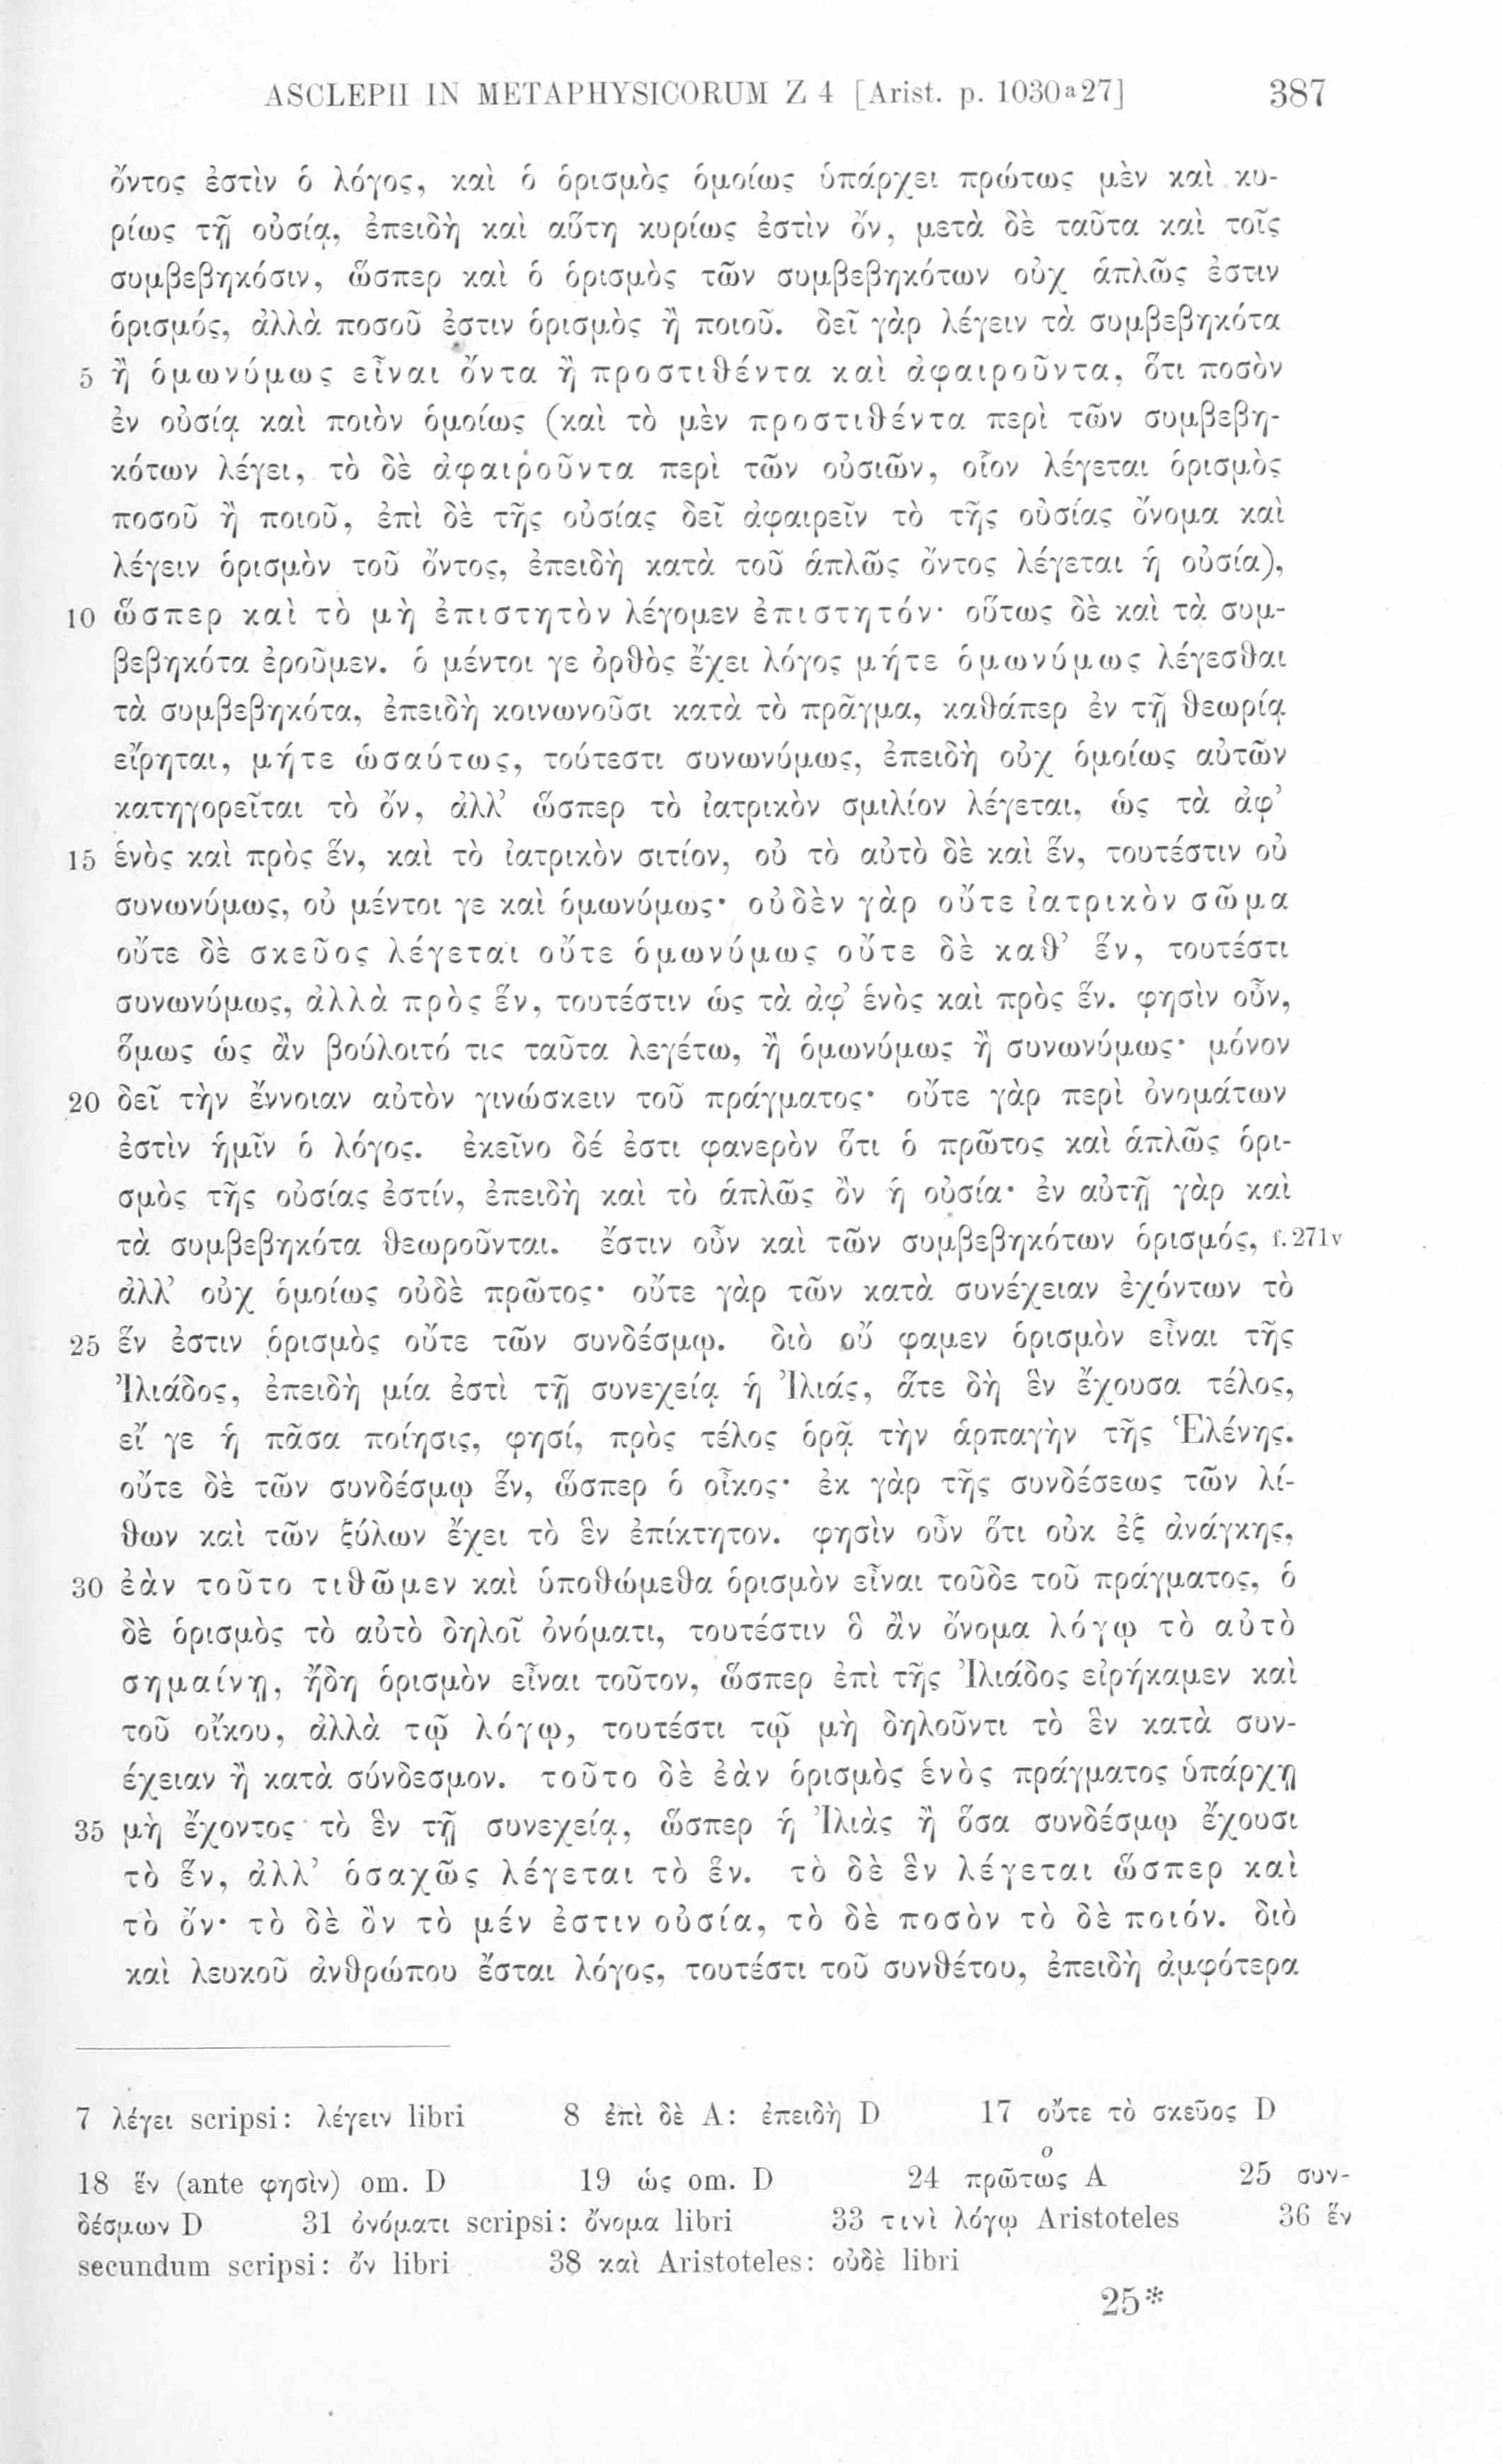 ASCLEPII IN METAPHYSICORUM Z 4 [Arist. p. 1030a27] 387
ὄντος ἐστὶν ὁ λόγος, καὶ ὁ ὁρισμὸς ὁμοίως ὑπάρχει πρώτως μὲν καὶ κυ-
ρίως τῇ οὐσίᾳ, ἐπειδὴ καὶ αὕτη κυρίως ἐστὶν ὄν, μετὰ δὲ ταῦτα καὶ τοῖς
συμβεβηκόσιν, ὥσπερ καὶ ὁ ὁρισμὸς τῶν συμβεβηκότων οὐχ ἁπλῶς ἐστιν
ὁρισμός, ἀλλὰ ποσοῦ ἐστιν ὁρισμὸς ἢ ποιοῦ. δεῖ γὰρ λέγειν τὰ συμβεβηκότα
5 ἢ ὁμωνύμως εἶναι ὄντα ἢ προστιθέντα καὶ ἀφαιροῦντα, ὅτι ποσὸν
ἐν οὐσίᾳ καὶ ποιὸν ὁμοίως (καὶ τὸ μὲν προστιθέντα περὶ τῶν συμβεβη-
κότων λέγει, τὸ δὲ ἀφαιροῦντα περὶ τῶν οὐσιῶν, οἷον λέγεται ὁρισμὸς
ποσοῦ ἢ ποιοῦ, ἐπὶ δὲ τῆς οὐσίας δεῖ ἀφαιρεῖν τὸ τῆς οὐσίας ὄνομα καὶ
λέγειν ὁρισμὸν τοῦ ὄντος, ἐπειδὴ κατὰ τοῦ ἁπλῶς ὄντος λέγεται ἡ οὐσία),
10 ὥσπερ καὶ τὸ μὴ ἐπιστητὸν λέγομεν ἐπιστητόν· οὕτως δὲ καὶ τὰ συμ-
βεβηκότα ἐροῦμεν. ὁ μέντοι γε ὀρθὸς ἔχει λόγος μήτε ὁμωνύμως λέγεσθαι
τὰ συμβεβηκότα, ἐπειδὴ κοινωνοῦσι κατὰ τὸ πρᾶγμα, καθάπερ ἐν τῇ θεωρίᾳ
εἴρηται, μήτε ὡσαύτως, τούτεστι συνωνύμως, ἐπειδὴ οὐχ ὁμοίως αὐτῶν
κατηγορεῖται τὸ ὄν, ἀλλ’ ὥσπερ τὸ ἰατρικὸν σμιλίον λέγεται, ὡς τὰ ἀφ’
15 ἑνὸς καὶ πρὸς ἕν, καὶ τὸ ἰατρικὸν σιτίον, οὐ τὸ αὐτὸ δὲ καὶ ἕν, τουτέστιν οὐ
συνωνύμως, οὐ μέντοι γε καὶ ὁμωνύμως· οὐδὲν γὰρ οὔτε ἰατρικὸν σῶμα
οὔτε δὲ σκεῦος λέγεται οὔτε ὁμωνύμως οὔτε δὲ καθ’ ἕν, τουτέστι
συνωνύμως, ἀλλὰ πρὸς ἕν, τουτέστιν ὡς τὰ ἀφ’ ἑνὸς καὶ πρὸς ἕν. φησὶν οὖν,
ὅμως ὡς ἂν βούλοιτό τις ταῦτα λεγέτω, ἢ ὁμωνύμως ἢ συνωνύμως· μόνον
20 δεῖ τὴν ἔννοιαν αὐτὸν γινώσκειν τοῦ πράγματος· οὔτε γὰρ περὶ ὀνομάτων
ἐστὶν ἡμῖν ὁ λόγος. ἐκεῖνο δέ ἐστι φανερὸν ὅτι ὁ πρῶτος καὶ ἁπλῶς ὁρι-
σμὸς τῆς οὐσίας ἐστίν, ἐπειδὴ καὶ τὸ ἁπλῶς ὂν ἡ οὐσία· ἐν αὐτῇ γὰρ καὶ
τὰ συμβεβηκότα θεωροῦνται. ἔστιν οὖν καὶ τῶν συμβεβηκότων ὁρισμός, f. 271v
ἀλλ’ οὐχ ὁμοίως οὐδὲ πρῶτος· οὔτε γὰρ τῶν κατὰ συνέχειαν ἐχόντων τὸ
25 ἕν ἐστιν ὁρισμὸς οὔτε τῶν συνδέσμῳ. διὸ οὔ φαμεν ὁρισμὸν εἶναι τῆς
Ἰλιάδος, ἐπειδὴ μία ἐστὶ τῇ συνεχείᾳ ἡ Ἰλιάς, ἅτε δὴ ἓν ἔχουσα τέλος,
εἴ γε ἡ πᾶσα ποίησις, φησί, πρὸς τέλος ὁρᾷ τὴν ἁρπαγὴν τῆς Ἑλένης.
οὔτε δὲ τῶν συνδέσμῳ ἕν, ὥσπερ ὁ οἶκος· ἐκ γὰρ τῆς συνδέσεως τῶν λί-
θων καὶ τῶν ξύλων ἔχει τὸ ἓν ἐπίκτητον. φησὶν οὖν ὅτι οὐκ ἐξ ἀνάγκης,
30 ἐὰν τοῦτο τιθῶμεν καὶ ὑποθώμεθα ὁρισμὸν εἶναι τοῦδε τοῦ πράγματος, ὁ
δὲ ὁρισμὸς τὸ αὐτὸ δηλοῖ ὀνόματι, τουτέστιν ὃ ἂν ὄνομα λόγῳ τὸ αὐτὸ
σημαίνῃ, ἤδη ὁρισμὸν εἶναι τοῦτον, ὥσπερ ἐπὶ τῆς Ἰλιάδος εἰρήκαμεν καὶ
τοῦ οἴκου, ἀλλὰ τῷ λόγῳ, τουτέστι τῷ μὴ δηλοῦντι τὸ ἓν κατὰ συν-
έχειαν ἢ κατὰ σύνδεσμον. τοῦτο δὲ ἐὰν ὁρισμὸς ἑνὸς πράγματος ὑπάρχῃ
35 μὴ ἔχοντος τὸ ἓν τῇ συνεχείᾳ, ὥσπερ ἡ Ἰλιὰς ἢ ὅσα συνδέσμῳ ἔχουσι
τὸ ἕν, ἀλλ’ ὁσαχῶς λέγεται τὸ ἕν. τὸ δὲ ἓν λέγεται ὥσπερ καὶ
τὸ ὄν· τὸ δὲ ὂν τὸ μέν ἐστιν οὐσία, τὸ δὲ ποσὸν τὸ δὲ ποιόν. διὸ
καὶ λευκοῦ ἀνθρώπου ἔσται λόγος, τουτέστι τοῦ συνθέτου, ἐπειδὴ ἀμφότερα
7 λέγει scripsi: λέγειν libri 8 ἐπὶ δὲ A: ἐπειδὴ D 17 οὔτε τὸ σκεῦος D
18 ἕν (ante φησὶν) om. D 19 ὡς om. D 24 πρώτως A 25 συν-
δέσμων D 31 ὀνόματι scripsi: ὄνομα libri 33 τινὶ λόγῳ Aristoteles 36 ἕν
secundum scripsi: ὄν libri 38 καὶ Aristoteles: οὐδὲ libri
25*